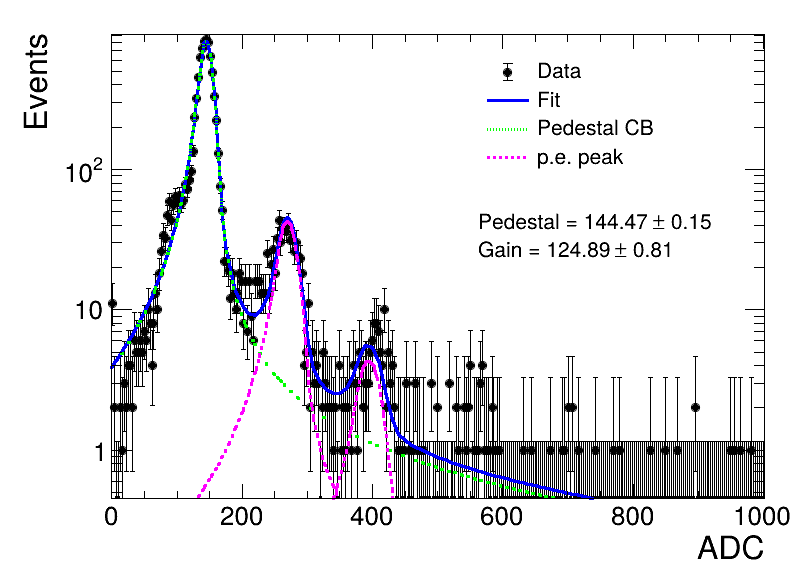 Events
Data
Fit
Pedestal CB
p.e. peak
10²
Pedestal = 144.47 ± 0.15
Gain = 124.89 ± 0.81
10
1
0 200 400 600 800 1000
ADC